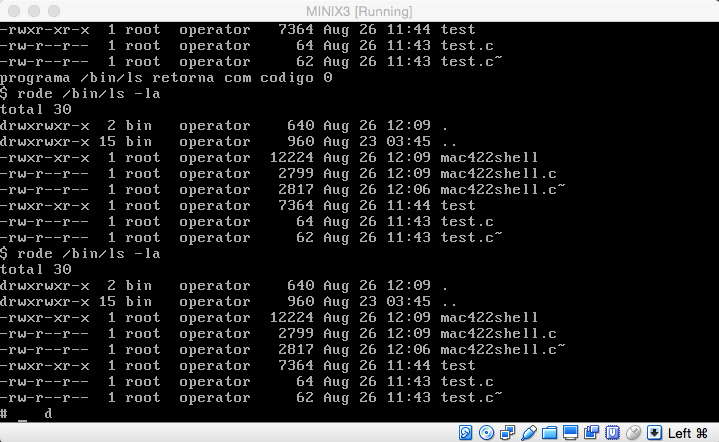 MINIX3 [Running]
-rwxr-xr-x  1 root  operator   7364 Aug 26 11:44 test
-rw-r--r--  1 root  operator     64 Aug 26 11:43 test.c
-rw-r--r--  1 root  operator     62 Aug 26 11:43 test.c~
programa /bin/ls retorna com codigo 0
$ rode /bin/ls -la
total 30
drwxrwxr-x  2 bin   operator    640 Aug 26 12:09 .
drwxrwxr-x 15 bin   operator    960 Aug 23 03:45 ..
-rwxr-xr-x  1 root  operator  12224 Aug 26 12:09 mac422shell
-rw-r--r--  1 root  operator   2799 Aug 26 12:09 mac422shell.c
-rw-r--r--  1 root  operator   2817 Aug 26 12:06 mac422shell.c~
-rwxr-xr-x  1 root  operator   7364 Aug 26 11:44 test
-rw-r--r--  1 root  operator     64 Aug 26 11:43 test.c
-rw-r--r--  1 root  operator     62 Aug 26 11:43 test.c~
$ rode /bin/ls -la
total 30
drwxrwxr-x  2 bin   operator    640 Aug 26 12:09 .
drwxrwxr-x 15 bin   operator    960 Aug 23 03:45 ..
-rwxr-xr-x  1 root  operator  12224 Aug 26 12:09 mac422shell
-rw-r--r--  1 root  operator   2799 Aug 26 12:09 mac422shell.c
-rw-r--r--  1 root  operator   2817 Aug 26 12:06 mac422shell.c~
-rwxr-xr-x  1 root  operator   7364 Aug 26 11:44 test
-rw-r--r--  1 root  operator     64 Aug 26 11:43 test.c
-rw-r--r--  1 root  operator     62 Aug 26 11:43 test.c~
# _  d
Left ⌘